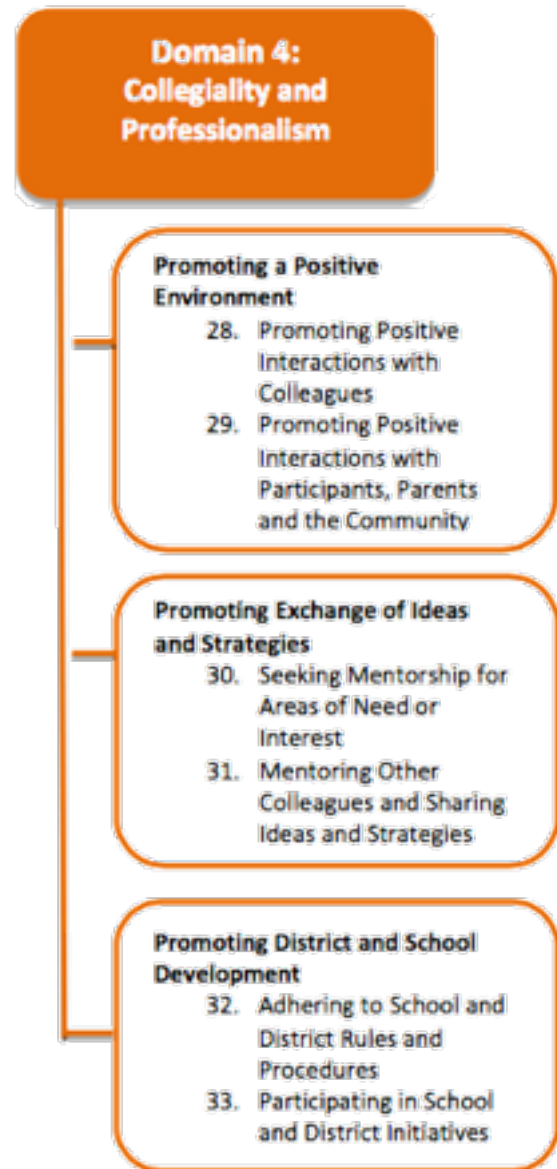 Domain 4:
Collegiality and
Professionalism
Promoting a Positive
Environment
28. Promoting Positive
Interactions with
Colleagues
29. Promoting Positive
Interactions with
Participants, Parents
and the Community
Promoting Exchange of Ideas
and Strategies
30. Seeking Mentorship for
Areas of Need or
Interest
31. Mentoring Other
Colleagues and Sharing
Ideas and Strategies
Promoting District and School
Development
32. Adhering to School and
District Rules and
Procedures
33. Participating in School
and District Initiatives